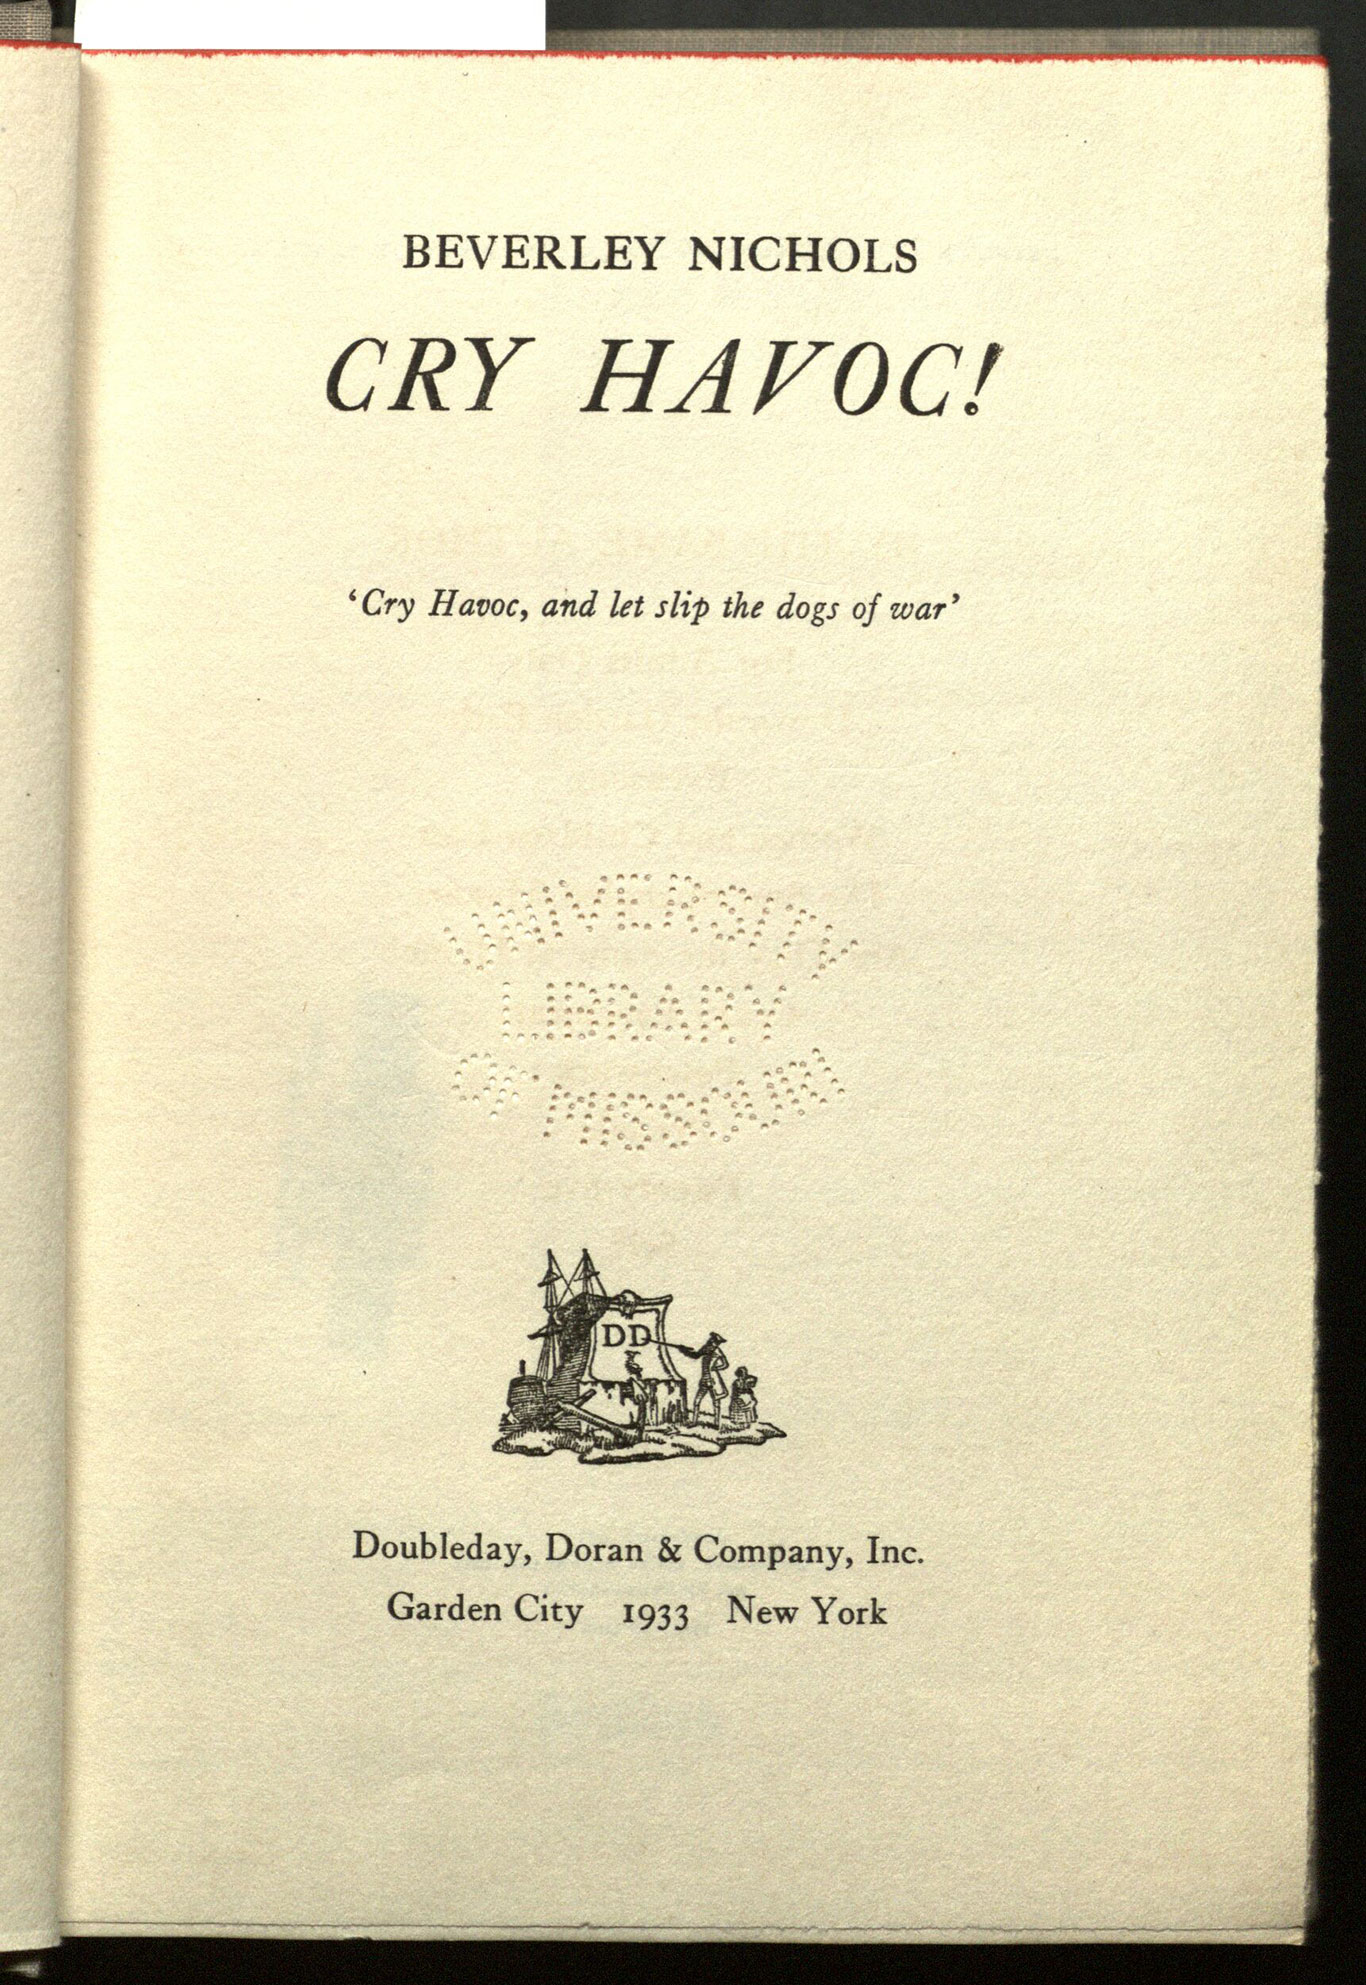 BEVERLEY NICHOLS
CRY HAVOC!
‘Cry Havoc, and let slip the dogs of war’
UNIVERSITY
LIBRARY
OF MISSOURI
DD
Doubleday, Doran & Company, Inc.
Garden City 1933 New York